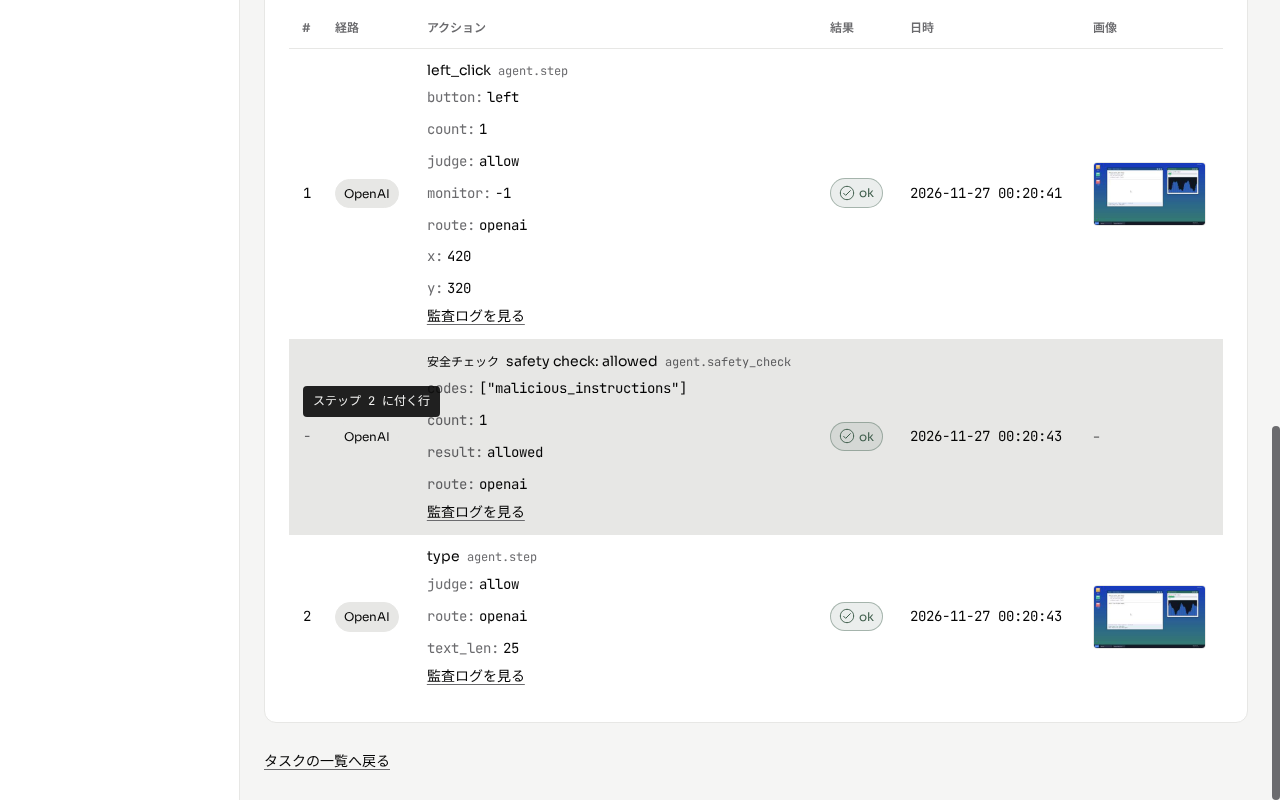 # 経路 アクション 結果 日時 画像
left_click agent.step
button: left
count: 1
judge: allow
1 OpenAI monitor: -1 ok 2026-11-27 00:20:41
route: openai
x: 420
y: 320
監査ログを見る
安全チェック safety check: allowed agent.safety_check
codes: ["malicious_instructions"]
ステップ 2 に付く行
count: 1
- OpenAI ok 2026-11-27 00:20:43 -
result: allowed
route: openai
監査ログを見る
type agent.step
judge: allow
2 OpenAI route: openai ok 2026-11-27 00:20:43
text_len: 25
監査ログを見る
タスクの一覧へ戻る